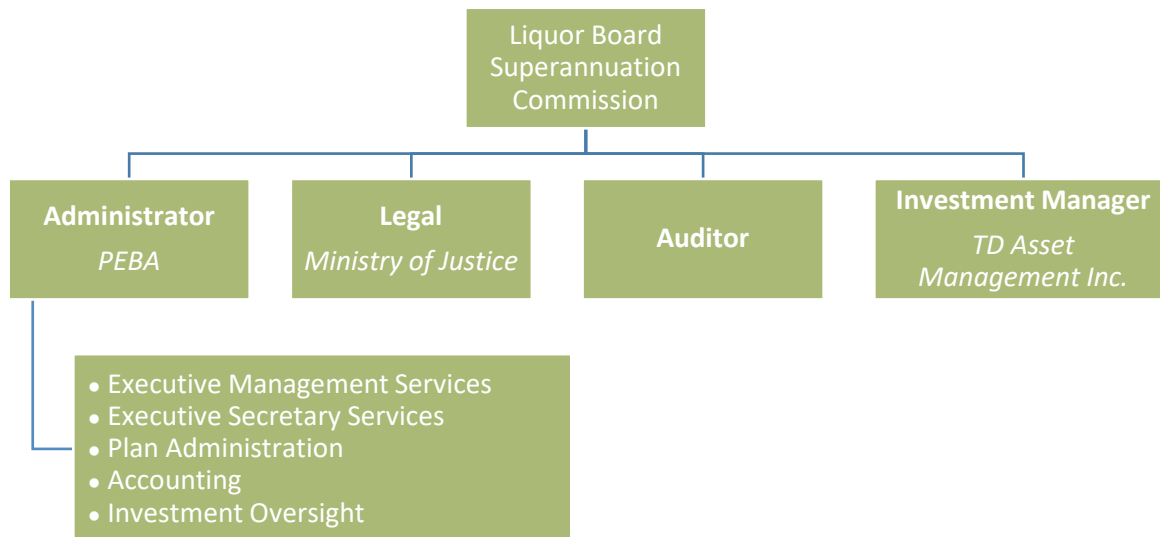 Liquor Board
Superannuation
Commission
Administrator
PEBA
Legal
Ministry of Justice
Auditor
Investment Manager
TD Asset
Management Inc.
• Executive Management Services
• Executive Secretary Services
• Plan Administration
• Accounting
• Investment Oversight